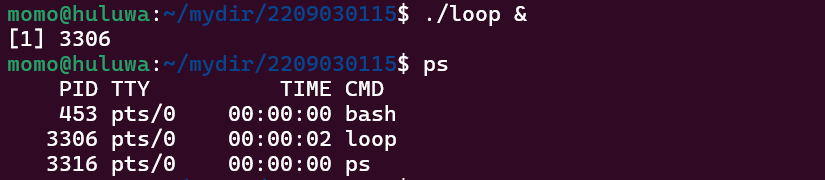 momo@huluwa:~/mydir/2209030115$ ./loop &
[1] 3306
momo@huluwa:~/mydir/2209030115$ ps
    PID TTY          TIME CMD
    453 pts/0    00:00:00 bash
   3306 pts/0    00:00:02 loop
   3316 pts/0    00:00:00 ps